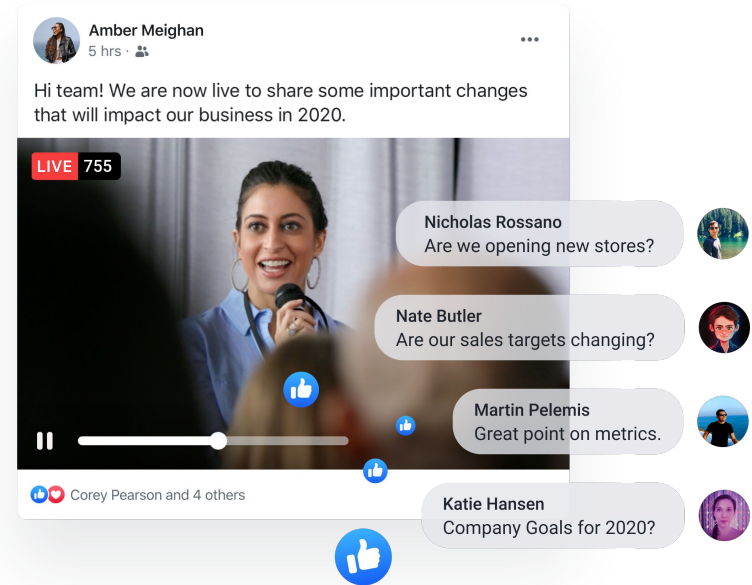 Amber Meighan
5 hrs ·
Hi team! We are now live to share some important changes
that will impact our business in 2020.
LIVE 755
Nicholas Rossano
Are we opening new stores?
Nate Butler
Are our sales targets changing?
Martin Pelemis
Great point on metrics.
Corey Pearson and 4 others
Katie Hansen
Company Goals for 2020?